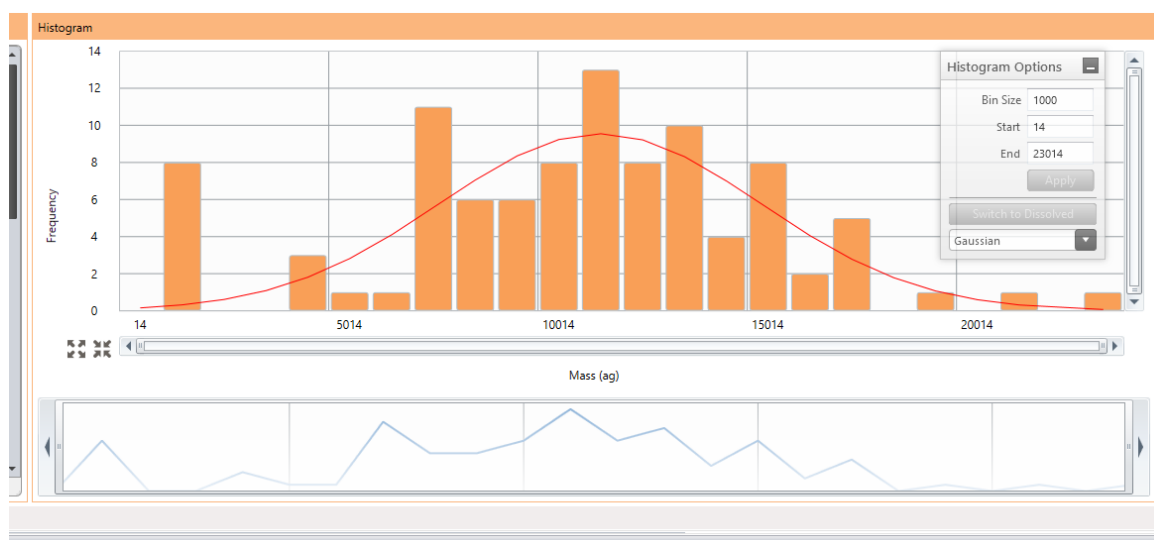 Histogram
14
12
10
8
6
4
2
0
Frequency
14 5014 10014 15014 20014
Mass (ag)
Histogram Options
Bin Size 1000
Start 14
End 23014
Apply
Switch to Dissolved
Gaussian